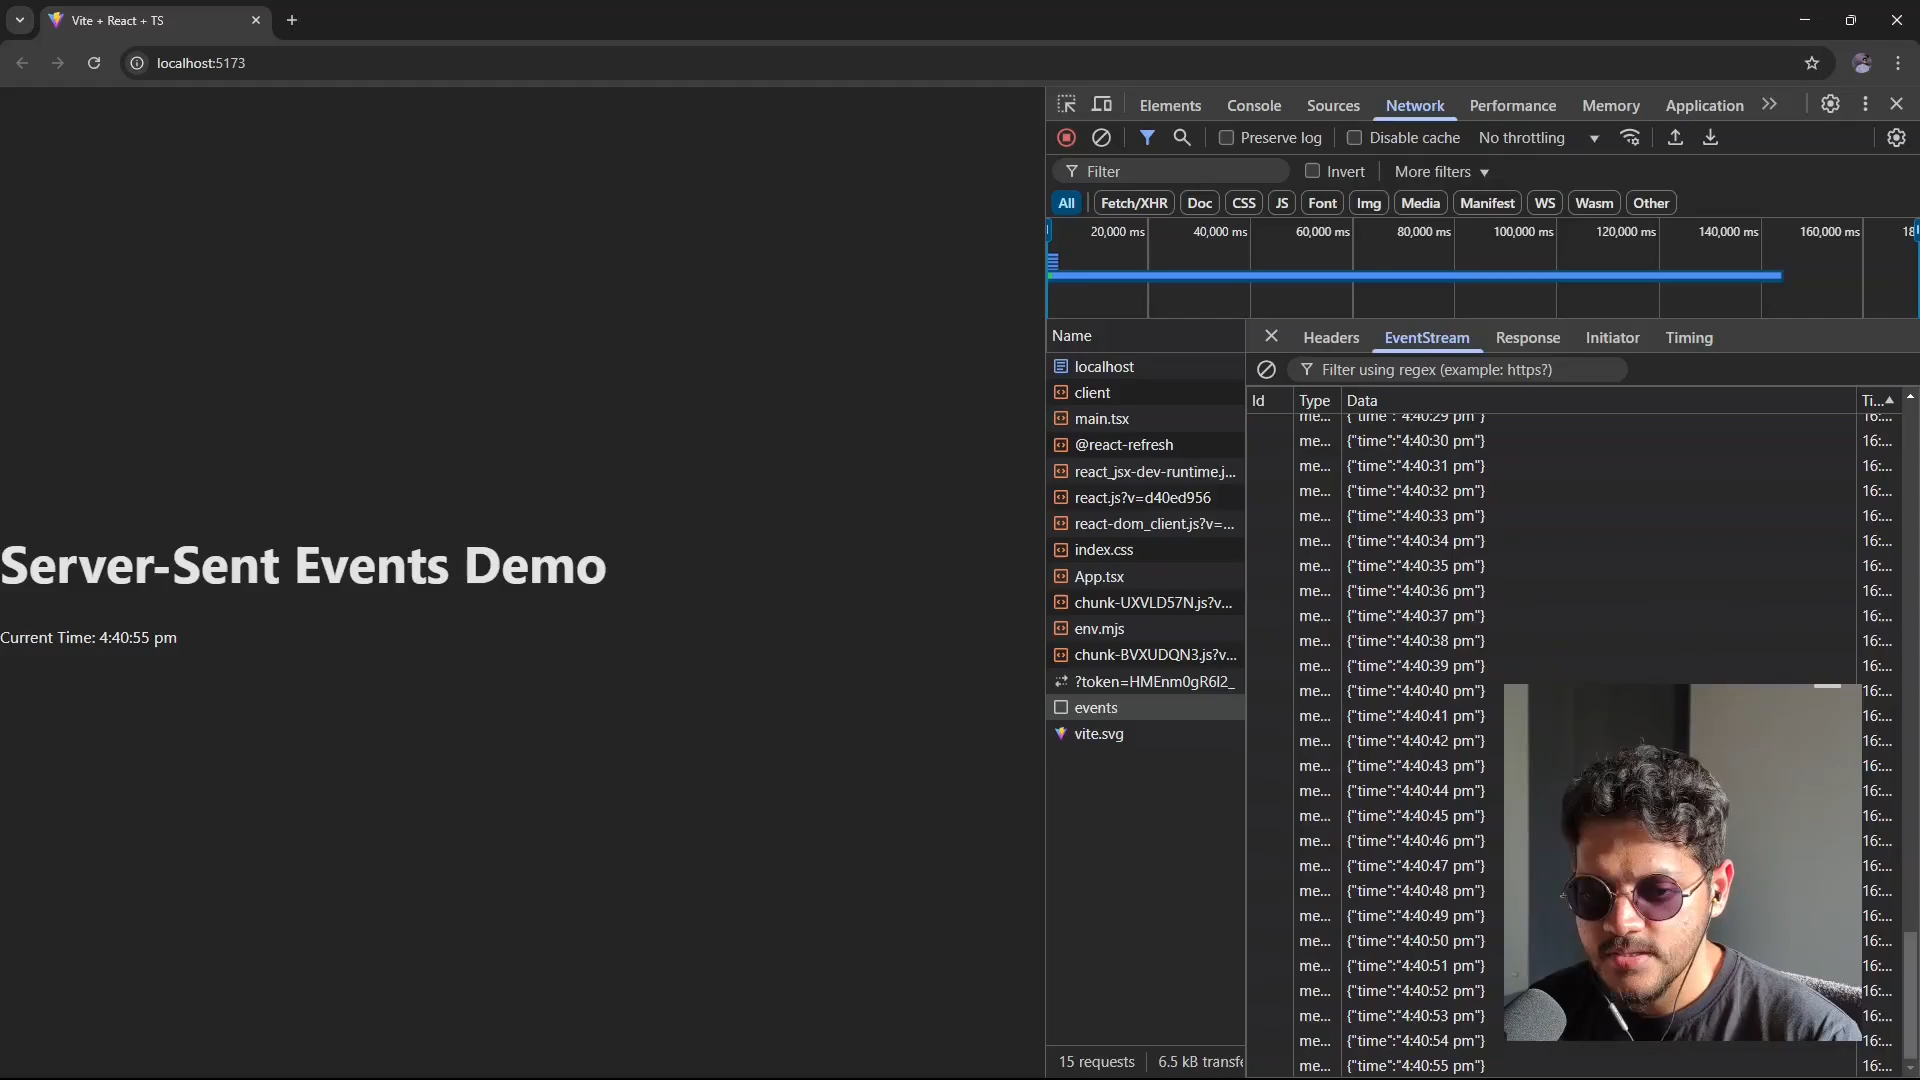 Vite + React + TS
localhost:5173
Elements Console Sources Network Performance Memory Application
Preserve log Disable cache No throttling
Filter Invert More filters
All Fetch/XHR Doc CSS JS Font Img Media Manifest WS Wasm Other
20,000 ms 40,000 ms 60,000 ms 80,000 ms 100,000 ms 120,000 ms 140,000 ms 160,000 ms 18
Name
localhost
client
main.tsx
@react-refresh
react_jsx-dev-runtime.j...
react.js?v=d40ed956
react-dom_client.js?v=...
index.css
App.tsx
chunk-UXVLD57N.js?v...
env.mjs
chunk-BVXUDQN3.js?v...
?token=HMEnm0gR6l2_
events
vite.svg
15 requests 6.5 kB transfe
Headers EventStream Response Initiator Timing
Filter using regex (example: https?)
Id Type Data Ti...
me... {"time":"4:40:29 pm"} 16:...
me... {"time":"4:40:30 pm"} 16:...
me... {"time":"4:40:31 pm"} 16:...
me... {"time":"4:40:32 pm"} 16:...
me... {"time":"4:40:33 pm"} 16:...
me... {"time":"4:40:34 pm"} 16:...
me... {"time":"4:40:35 pm"} 16:...
me... {"time":"4:40:36 pm"} 16:...
me... {"time":"4:40:37 pm"} 16:...
me... {"time":"4:40:38 pm"} 16:...
me... {"time":"4:40:39 pm"} 16:...
me... {"time":"4:40:40 pm"} 16:...
me... {"time":"4:40:41 pm"} 16:...
me... {"time":"4:40:42 pm"} 16:...
me... {"time":"4:40:43 pm"} 16:...
me... {"time":"4:40:44 pm"} 16:...
me... {"time":"4:40:45 pm"} 16:...
me... {"time":"4:40:46 pm"} 16:...
me... {"time":"4:40:47 pm"} 16:...
me... {"time":"4:40:48 pm"} 16:...
me... {"time":"4:40:49 pm"} 16:...
me... {"time":"4:40:50 pm"} 16:...
me... {"time":"4:40:51 pm"} 16:...
me... {"time":"4:40:52 pm"} 16:...
me... {"time":"4:40:53 pm"} 16:...
me... {"time":"4:40:54 pm"} 16:...
me... {"time":"4:40:55 pm"} 16:...
Server-Sent Events Demo
Current Time: 4:40:55 pm